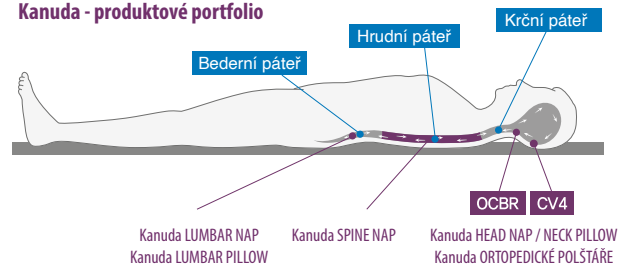 Kanuda - produktové portfolio
Krční páteř
Hrudní páteř
Bederní páteř
OCBR
CV4
Kanuda LUMBAR NAP
Kanuda LUMBAR PILLOW
Kanuda SPINE NAP
Kanuda HEAD NAP / NECK PILLOW
Kanuda ORTOPEDICKÉ POLŠTÁŘE